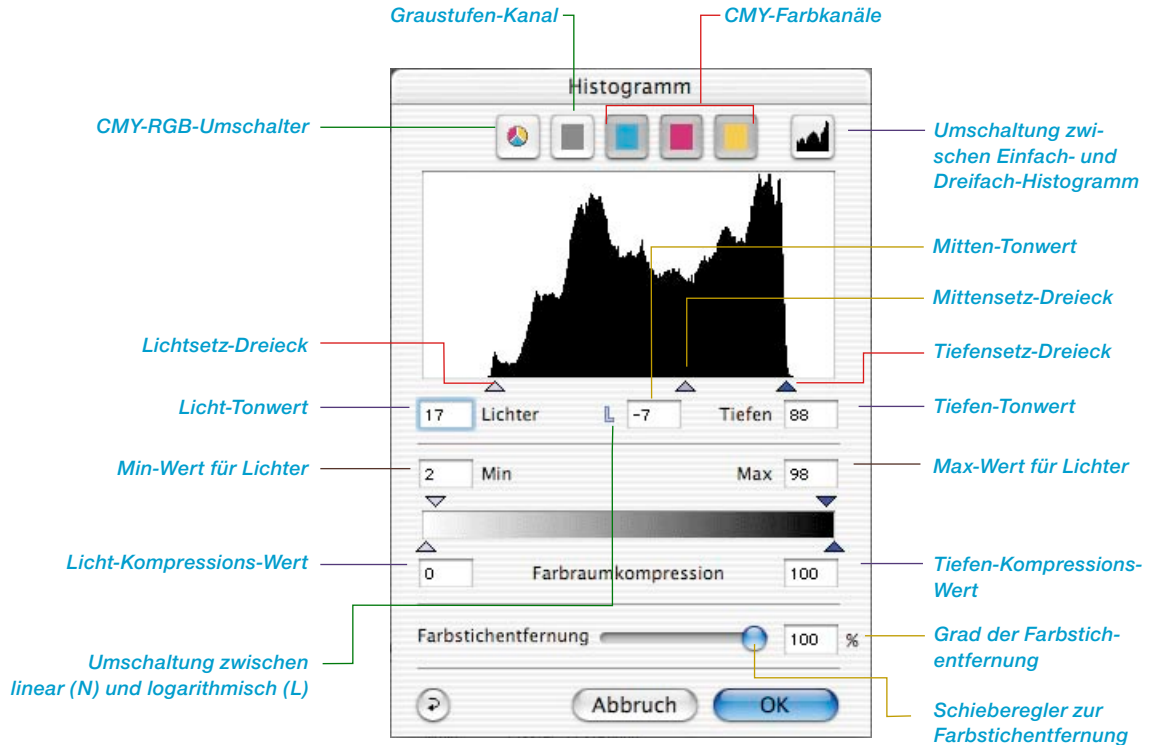 Graustufen-Kanal
CMY-Farbkanäle
Histogramm
CMY-RGB-Umschalter
Umschaltung zwi-
schen Einfach- und
Dreifach-Histogramm
Mitten-Tonwert
Mittensetz-Dreieck
Lichtsetz-Dreieck
Tiefensetz-Dreieck
Licht-Tonwert
17 Lichter L -7 Tiefen 88
Tiefen-Tonwert
Min-Wert für Lichter
2 Min Max 98
Max-Wert für Lichter
Licht-Kompressions-Wert
0 Farbraumkompression 100
Tiefen-Kompressions-
Wert
Farbstichentfernung 100 %
Grad der Farbstich-
entfernung
Umschaltung zwischen
linear (N) und logarithmisch (L)
Abbruch OK
Schieberegler zur
Farbstichentfernung